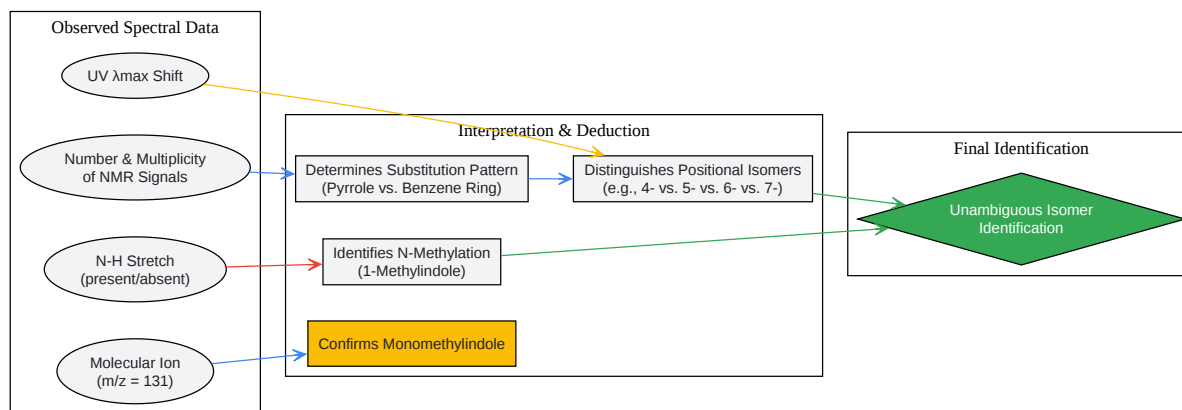 Observed Spectral Data
UV λmax Shift
Number & Multiplicity
of NMR Signals
N-H Stretch
(present/absent)
Molecular Ion
(m/z = 131)
Interpretation & Deduction
Determines Substitution Pattern
(Pyrrole vs. Benzene Ring)
Distinguishes Positional Isomers
(e.g., 4- vs. 5- vs. 6- vs. 7-)
Identifies N-Methylation
(1-Methylindole)
Confirms Monomethylindole
Final Identification
Unambiguous Isomer
Identification